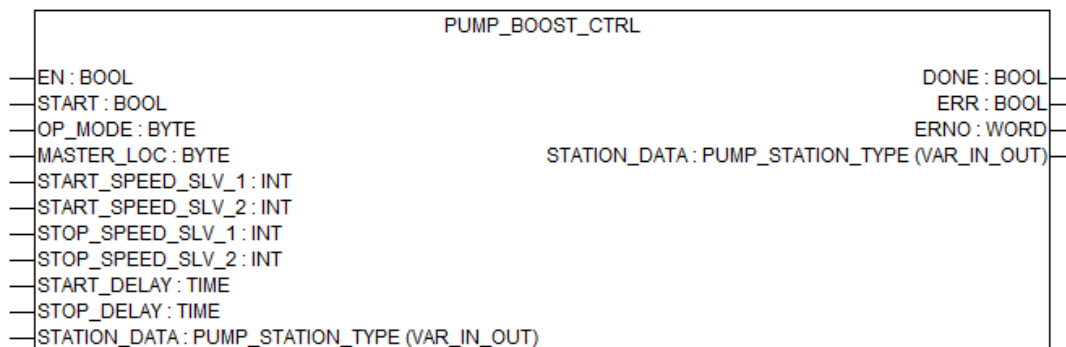 PUMP_BOOST_CTRL
EN : BOOL DONE : BOOL
START : BOOL ERR : BOOL
OP_MODE : BYTE ERNO : WORD
MASTER_LOC : BYTE STATION_DATA : PUMP_STATION_TYPE (VAR_IN_OUT)
START_SPEED_SLV_1 : INT
START_SPEED_SLV_2 : INT
STOP_SPEED_SLV_1 : INT
STOP_SPEED_SLV_2 : INT
START_DELAY : TIME
STOP_DELAY : TIME
STATION_DATA : PUMP_STATION_TYPE (VAR_IN_OUT)